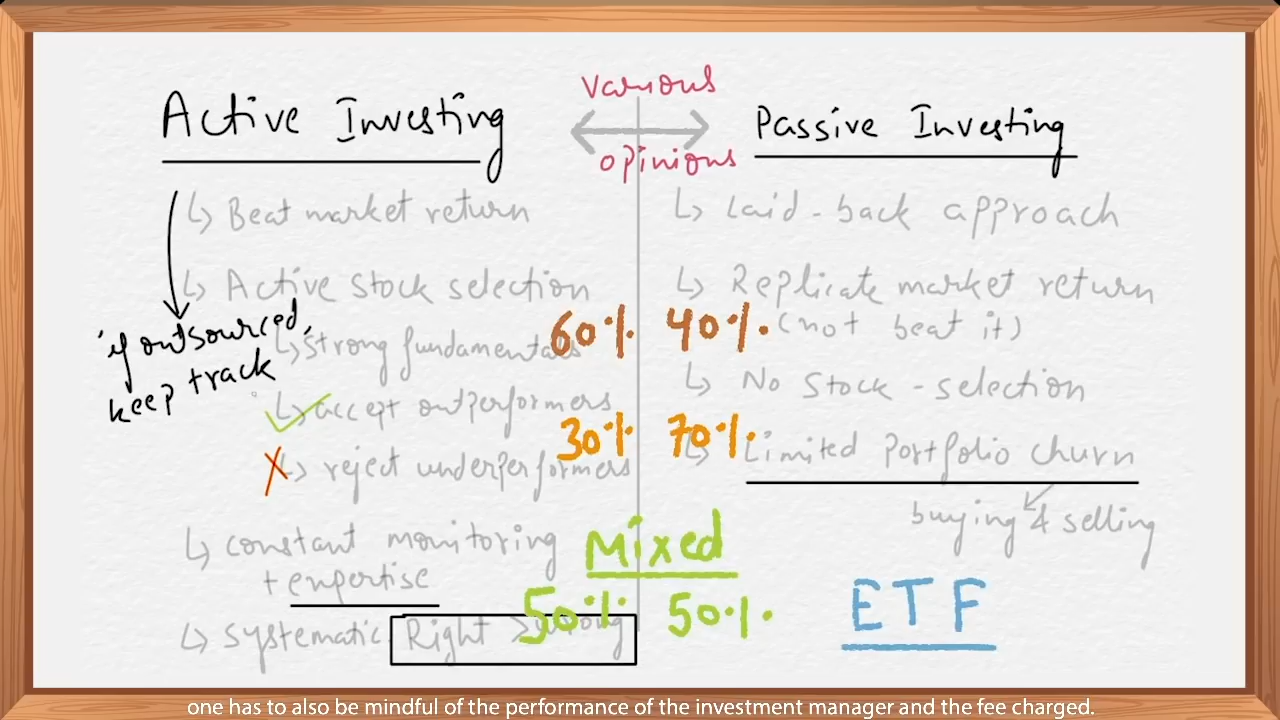 various
Active Investing
Passive Investing
opinions
↳ Beat market return
↳ Active stock selection
'if outsourced,
keep track
↳ strong fundamentals
↳ accept outperformers
↳ reject underperformers
↳ constant monitoring
+ expertise
↳ systematic Right > wrong
60% 40%
30% 70%
Mixed
50% 50%
↳ Laid-back approach
↳ Replicate market return
(not beat it)
↳ No Stock-selection
↳ Limited Portfolio churn
buying & selling
ETF
one has to also be mindful of the performance of the investment manager and the fee charged.